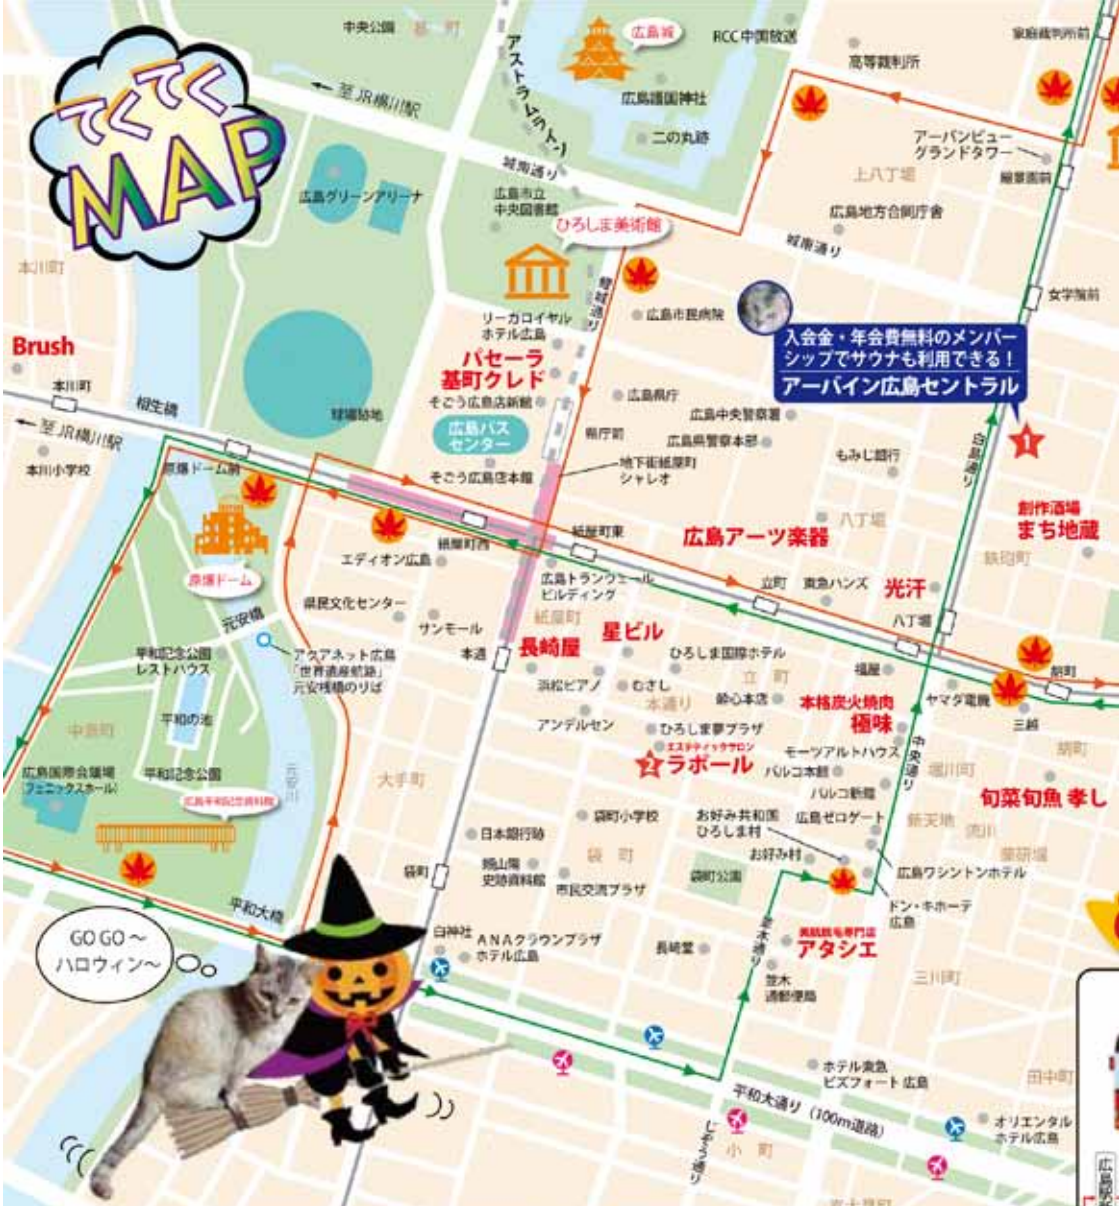 てくてく
MAP
中央公園
基町
アストラムライン
広島城
RCC中国放送
高等裁判所
家庭裁判所前
至JR横川駅
広島護国神社
二の丸跡
アーバンビュー
グランドタワー
縮景園前
城南通り
上八丁堀
広島グリーンアリーナ
広島市立
中央図書館
ひろしま美術館
広島地方合同庁舎
城南通り
本川町
鯉城通り
女学院前
リーガロイヤル
ホテル広島
広島市民病院
入会金・年会費無料のメンバー
シップでサウナも利用できる!
アーバイン広島セントラル
Brush
パセーラ
基町クレド
本川町
相生橋
球場跡地
そごう広島店新館
広島県庁
広島中央警察署
1
白島通り
至JR横川駅
広島バス
センター
県庁前
広島県警察本部
もみじ銀行
本川小学校
原爆ドーム前
そごう広島店本館
地下街紙屋町
シャレオ
創作酒場
まち地蔵
八丁堀
紙屋町東
広島アーツ楽器
鉄砲町
エディオン広島
紙屋町西
原爆ドーム
広島トランヴェール
ビルディング
立町
東急ハンズ
光汗
県民文化センター
紙屋町
八丁堀
元安橋
サンモール
星ビル
平和記念公園
レストハウス
アクアネット広島
「世界遺産航路」
元安桟橋のりば
本通
長崎屋
ひろしま国際ホテル
福屋
胡町
浜松ピアノ
むさし
立町
酔心本店
本格炭火焼肉
極味
ヤマダ電機
三越
平和の池
本通り
アンデルセン
ひろしま夢プラザ
中島町
エステティックサロン
2
ラボール
モーツアルトハウス
中央通り
胡町
広島国際会議場
(フェニックスホール)
平和記念公園
元安川
大手町
パルコ本館
堀川町
パルコ新館
旬菜旬魚 孝し
広島平和記念資料館
日本銀行跡
袋町小学校
お好み共和国
ひろしま村
広島ゼロゲート
新天地
流川
薬研堀
袋町
頼山陽
史跡資料館
袋町
お好み村
市民交流プラザ
袋町公園
広島ワシントンホテル
平和大橋
ドン・キホーテ
広島
GO GO~
ハロウィン~
白神社
ANAクラウンプラザ
ホテル広島
長崎堂
並木通り
美肌脱毛専門店
アタシエ
並木
通郵便局
三川町
ホテル東急
ビズフォート広島
田中町
平和大通り(100m道路)
オリエンタル
ホテル広島
じぞう通り
小町